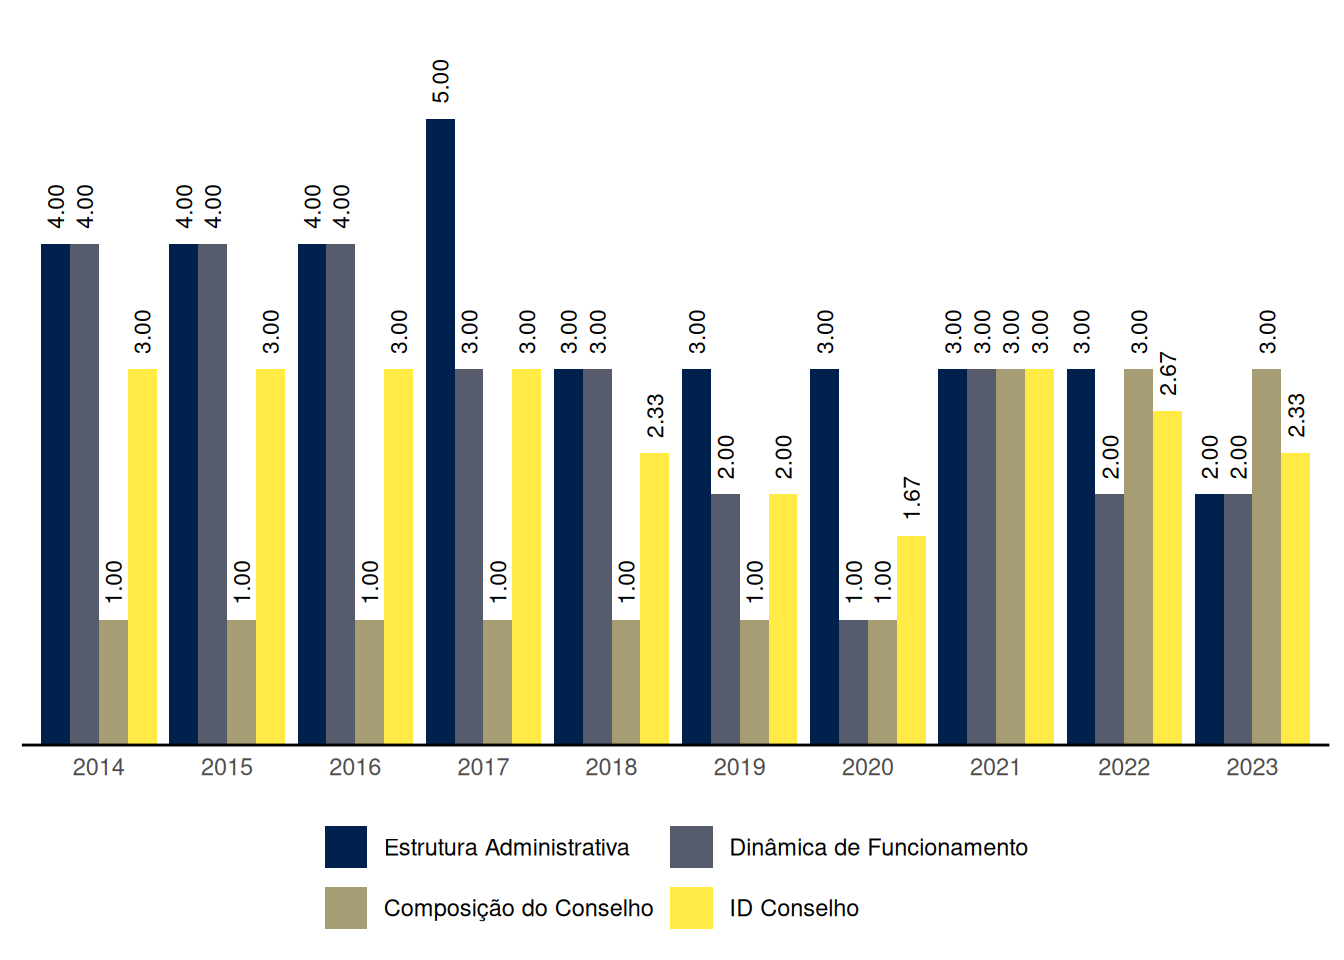 5.00
4.00 4.00 4.00 4.00 4.00 4.00
3.00 3.00 3.00 3.00 3.00 3.00 3.00 3.00 3.00 3.00 3.00 3.00 3.00 3.00 3.00 3.00
2.67
2.33 2.33
2.00 2.00 2.00 2.00 2.00
1.67
1.00 1.00 1.00 1.00 1.00 1.00 1.00 1.00
2014 2015 2016 2017 2018 2019 2020 2021 2022 2023
Estrutura Administrativa Dinâmica de Funcionamento
Composição do Conselho ID Conselho